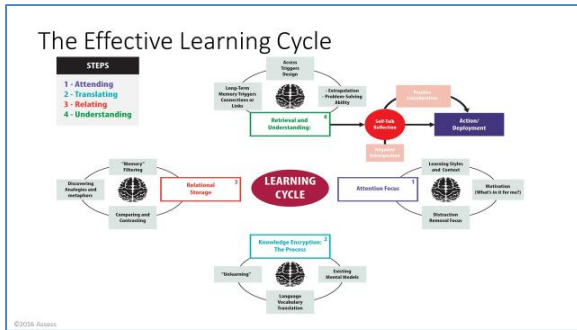 The Effective Learning Cycle
STEPS
1 - Attending
2 - Translating
3 - Relating
4 - Understanding
Access
Triggers
Design
Long-Term
Memory Triggers
Connections or
Links
- Extrapolation
- Problem-Solving
Ability
Retrieval and
Understanding:
4
Self-Talk
Reflection
Positive
Consideration
Negative
Introspection
Action/
Deployment
"Memory"
Filtering
Discovering
Analogies and
metaphors
Comparing and
Contrasting
Relational
Storage
3
LEARNING
CYCLE
Attention Focus
1
Learning Styles
and Context
Motivation
(What's in it for me?)
Distraction
Removal Focus
Knowledge Encryption:
The Process
2
"Unlearning"
Existing
Mental Models
Language
Vocabulary
Translation
©2016 Assess